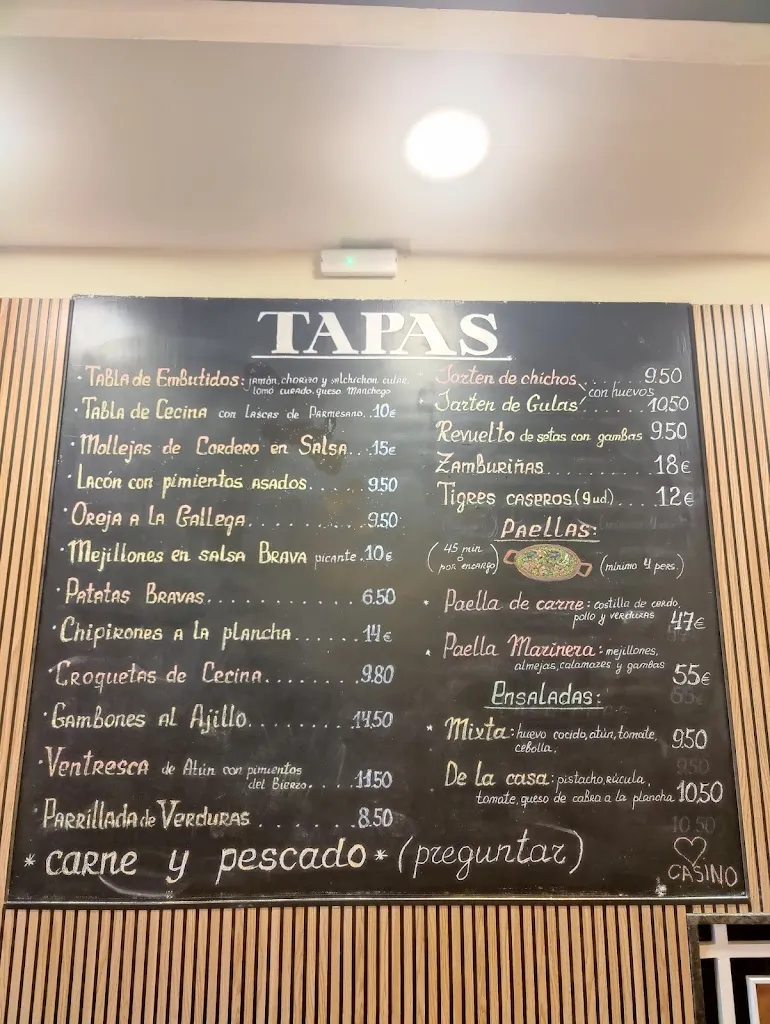 TAPAS
· Tabla de Embutidos: jamón, chorizo y salchichon cular,
lomo curado, queso Manchego
· Tabla de Cecina con Lascas de Parmesano..10€
· Mollejas de Cordero en Salsa...15€
· Lacón con pimientos asados..... 9.50
· Oreja a la Gallega............ 9.50
· Mejillones en salsa Brava picante.10€
· Patatas Bravas............ 6.50
· Chipirones a la plancha...... 14€
· Croquetas de Cecina......... 9.80
· Gambones al Ajillo......... 14.50
· Ventresca de Atún con pimientos
del Bierzo.... 11.50
Parrillada de Verduras ....... 8.50
* carne y pescado * (preguntar)
· Sarten de chichos........ 9.50
con huevos
· Sarten de Gulas ...... 10.50
Revuelto de setas con gambas 9.50
Zamburiñas.......... 18€
Tigres caseros (9ud).... 12€
Paellas:
(45 min
ó
por encargo)
(mínimo 4 pers.)
· Paella de carne: costilla de cerdo,
pollo y verduras 47€
· Paella Marinera: mejillones,
almejas, calamares y gambas
55€
Ensaladas:
· Mixta: huevo cocido, atún, tomate,
cebolla.
9.50
De la casa: pistacho, rúcula,
tomate, queso de cabra a la plancha 10,50
CASINO